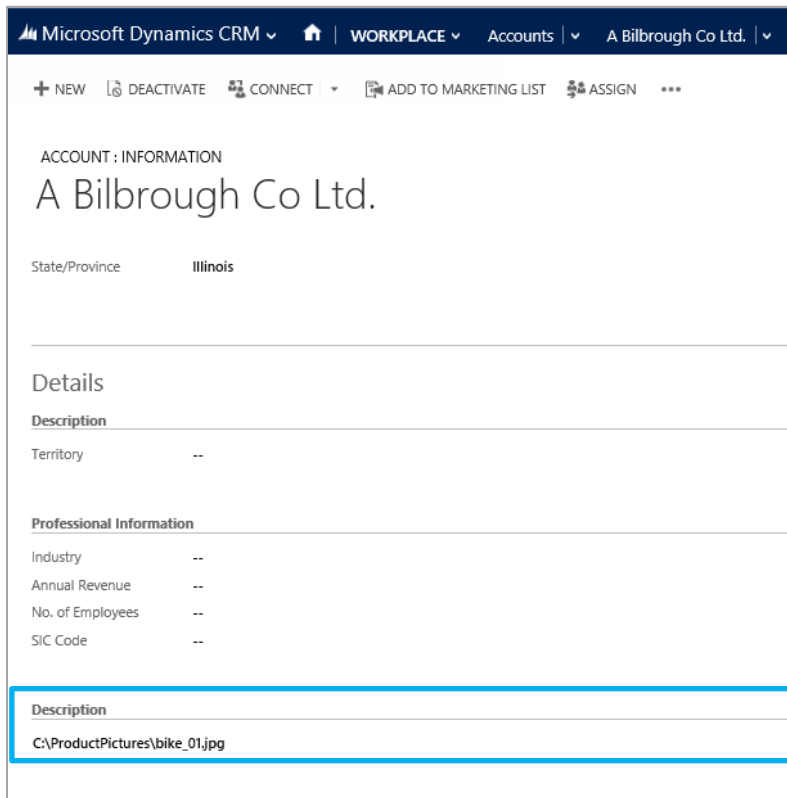 Microsoft Dynamics CRM | WORKPLACE Accounts | A Bilbrough Co Ltd. |
NEW DEACTIVATE CONNECT ADD TO MARKETING LIST ASSIGN •••
ACCOUNT : INFORMATION
A Bilbrough Co Ltd.
State/Province Illinois
Details
Description
Territory --
Professional Information
Industry --
Annual Revenue --
No. of Employees --
SIC Code --
Description
C:\ProductPictures\bike_01.jpg